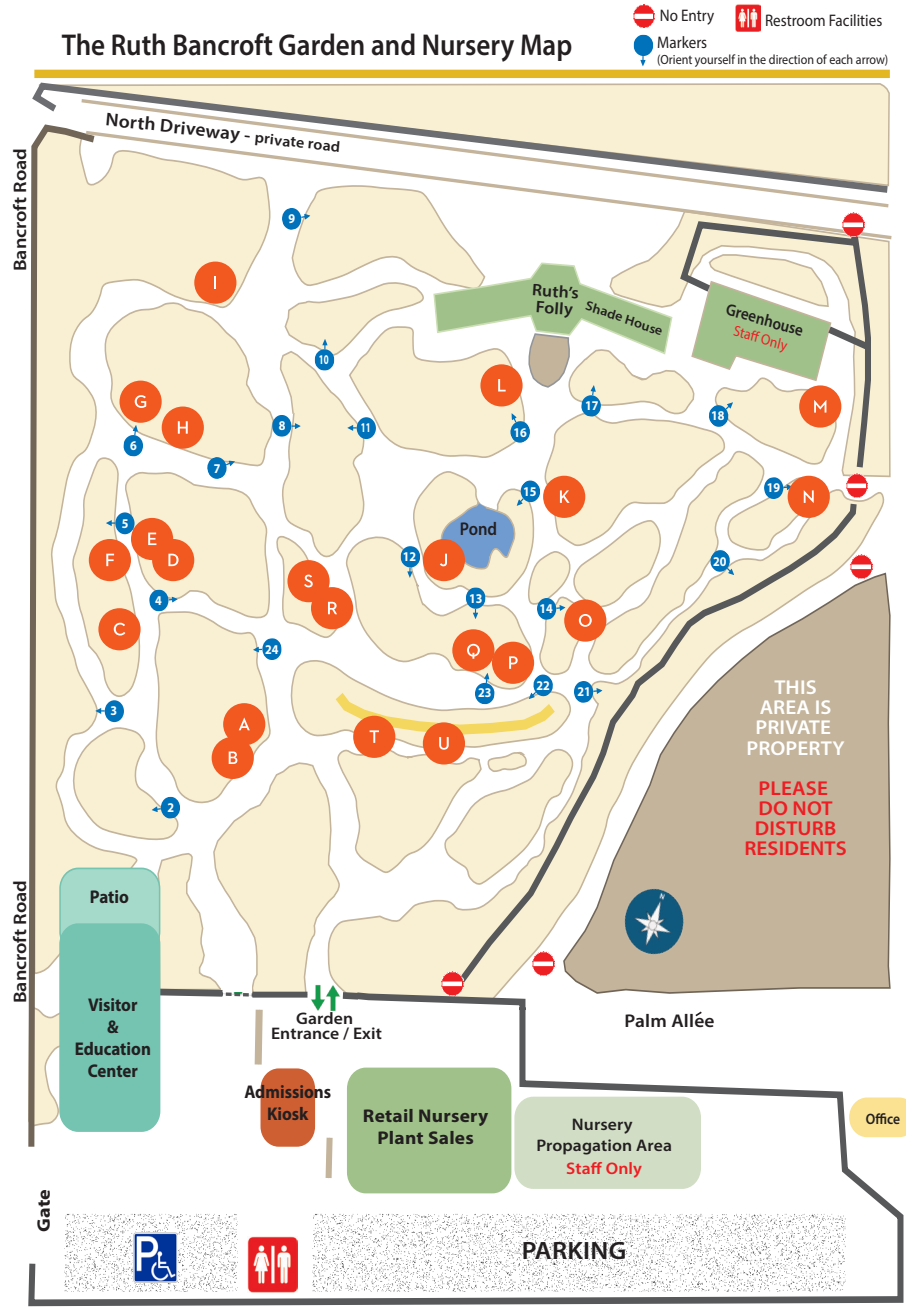 The Ruth Bancroft Garden and Nursery Map
No Entry
Restroom Facilities
Markers
(Orient yourself in the direction of each arrow)
North Driveway - private road
Bancroft Road
9
I
Ruth's
Folly
Shade House
Greenhouse
Staff Only
10
G
H
L
M
6
7
8
11
16
17
18
5
E
F
D
4
C
S
R
12
J
Pond
15
K
19
N
20
13
14
O
24
3
Q
P
23
22
21
A
B
T
U
2
THIS
AREA IS
PRIVATE
PROPERTY
PLEASE
DO NOT
DISTURB
RESIDENTS
N
Bancroft Road
Patio
Visitor
&
Education
Center
Garden
Entrance / Exit
Palm Allée
Admissions
Kiosk
Retail Nursery
Plant Sales
Nursery
Propagation Area
Staff Only
Office
Gate
P
PARKING